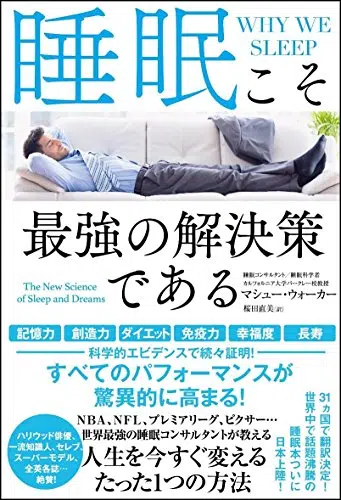 睡眠こそ
WHY WE
SLEEP
最強の解決策
である
The New Science
of Sleep and Dreams
睡眠コンサルタント/睡眠科学者
カルフォルニア大学バークレー校教授
マシュー・ウォーカー
桜田直美[訳]
記憶力
創造力
ダイエット
免疫力
幸福度
長寿
科学的エビデンスで続々証明!
すべてのパフォーマンスが
驚異的に高まる!
NBA、NFL、プレミアリーグ、ピクサー…
世界最強の睡眠コンサルタントが教える
人生を今すぐ変える
たった1つの方法
ハリウッド俳優、
一流知識人、セレブ、
スーパーモデル、
全英各誌…
絶賛!
31ヵ国で翻訳決定!
世界中で話題沸騰の
睡眠本ついに
日本上陸!